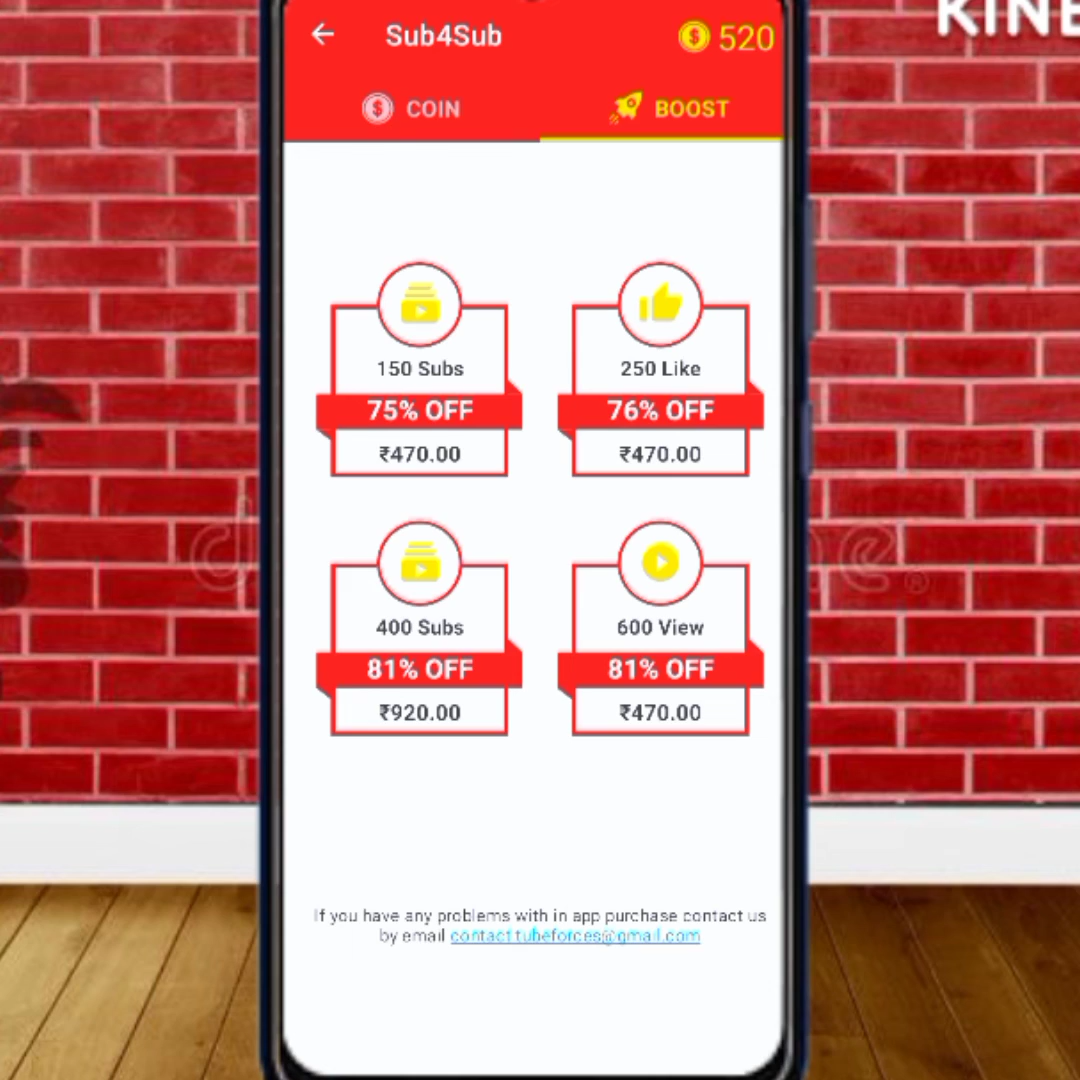 KINE
Sub4Sub
520
COIN
BOOST
150 Subs
250 Like
75% OFF
76% OFF
₹470.00
₹470.00
400 Subs
600 View
81% OFF
81% OFF
₹920.00
₹470.00
If you have any problems with in app purchase contact us
by email contact.tubeforces@gmail.com